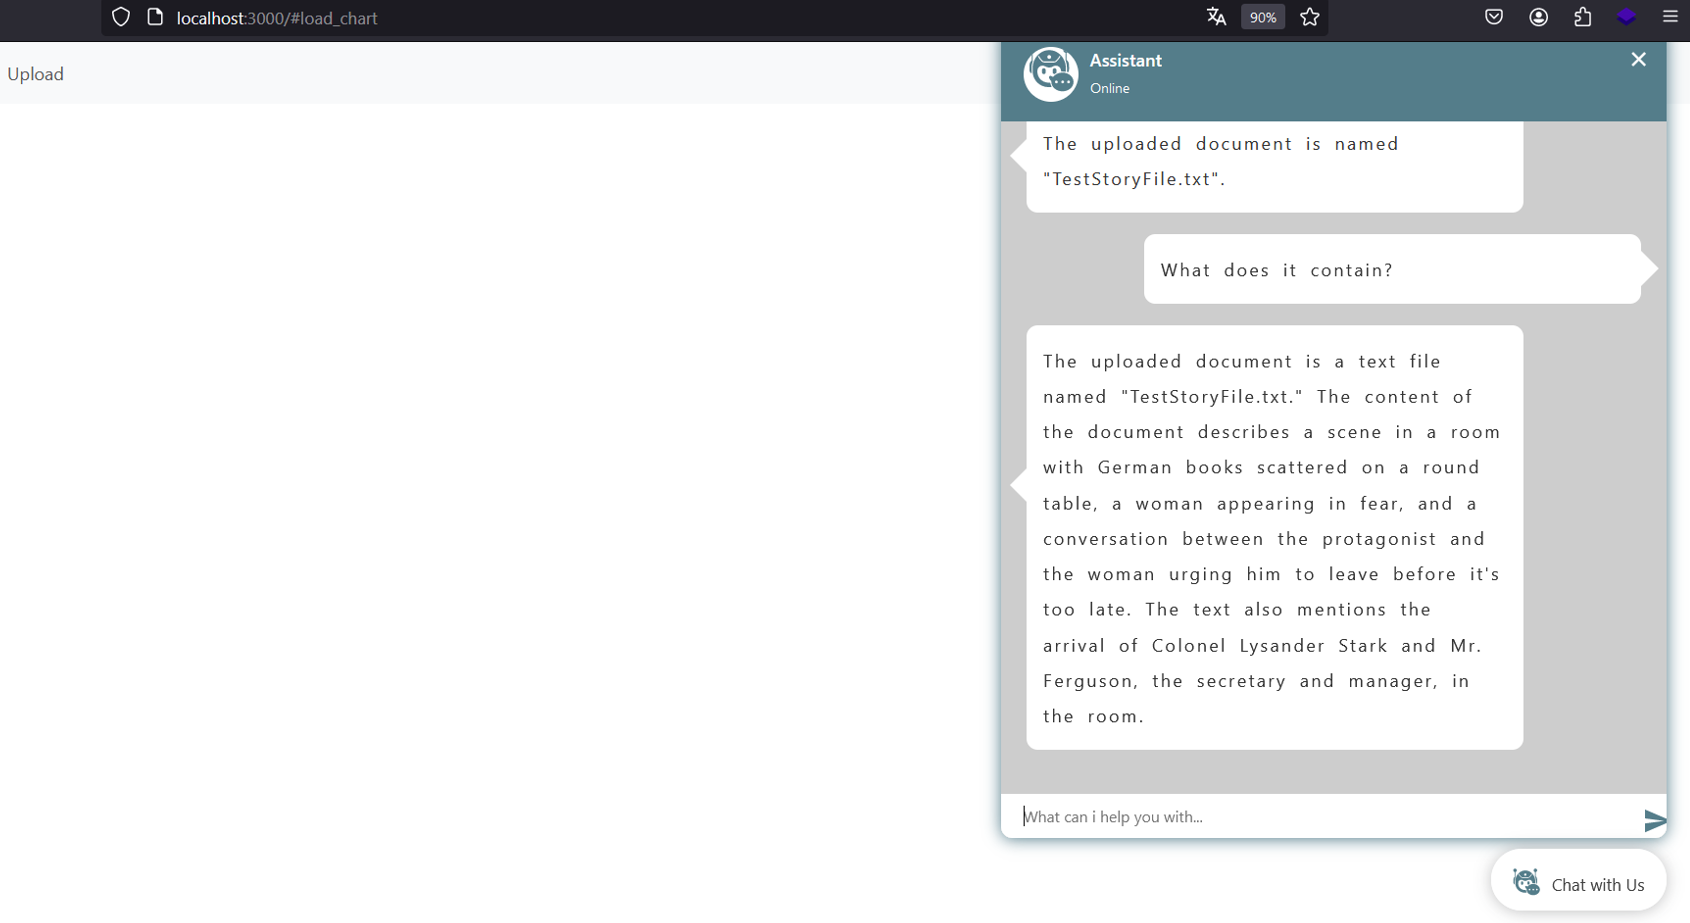 localhost:3000/#load_chart
90%
Upload
Assistant
Online
The uploaded document is named
"TestStoryFile.txt".
What does it contain?
The uploaded document is a text file
named "TestStoryFile.txt." The content of
the document describes a scene in a room
with German books scattered on a round
table, a woman appearing in fear, and a
conversation between the protagonist and
the woman urging him to leave before it's
too late. The text also mentions the
arrival of Colonel Lysander Stark and Mr.
Ferguson, the secretary and manager, in
the room.
What can i help you with...
Chat with Us